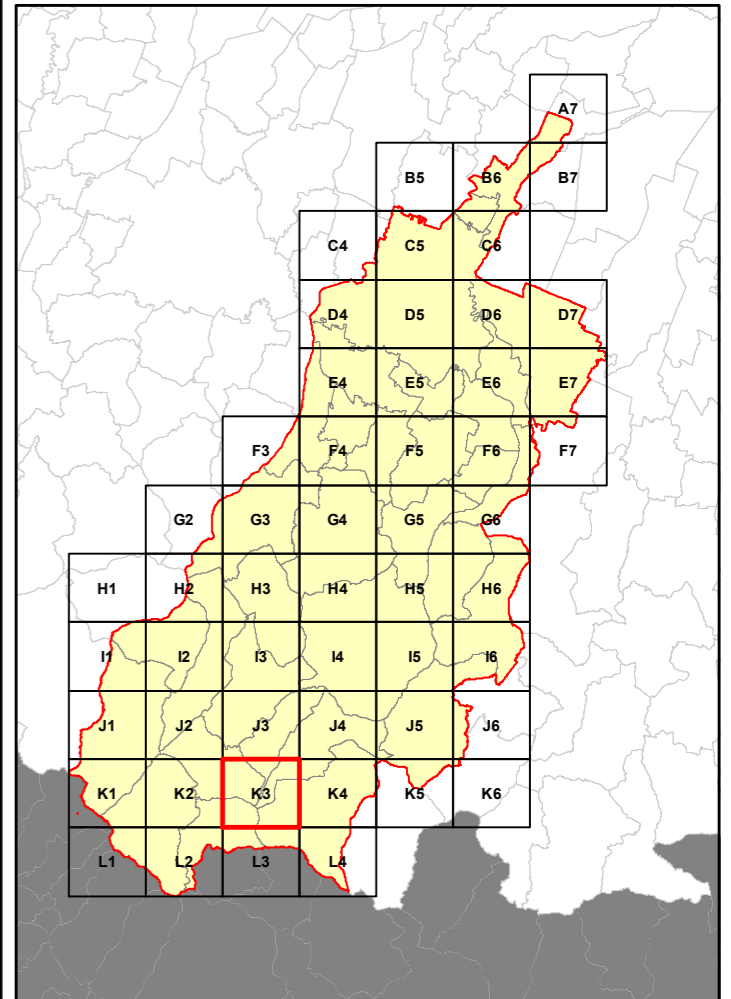 A7
B5 B6 B7
C4 C5 C6
D4 D5 D6 D7
E4 E5 E6 E7
F3 F4 F5 F6 F7
G2 G3 G4 G5 G6
H1 H2 H3 H4 H5 H6
I1 I2 I3 I4 I5 I6
J1 J2 J3 J4 J5 J6
K1 K2 K3 K4 K5 K6
L1 L2 L3 L4